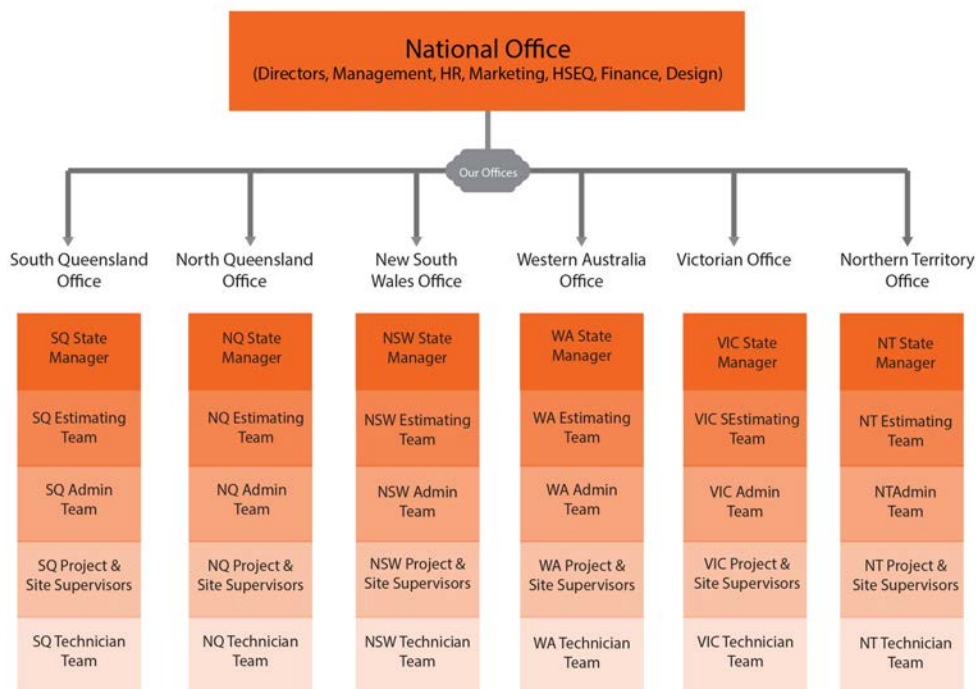 National Office
(Directors, Management, HR, Marketing, HSEQ, Finance, Design)
Our Offices
South Queensland
Office
North Queensland
Office
New South
Wales Office
Western Australia
Office
Victorian Office
Northern Territory
Office
SQ State
Manager
NQ State
Manager
NSW State
Manager
WA State
Manager
VIC State
Manager
NT State
Manager
SQ Estimating
Team
NQ Estimating
Team
NSW Estimating
Team
WA Estimating
Team
VIC SEstimating
Team
NT Estimating
Team
SQ Admin
Team
NQ Admin
Team
NSW Admin
Team
WA Admin
Team
VIC Admin
Team
NTAdmin
Team
SQ Project &
Site Supervisors
NQ Project &
Site Supervisors
NSW Project &
Site Supervisors
WA Project &
Site Supervisors
VIC Project &
Site Supervisors
NT Project &
Site Supervisors
SQ Technician
Team
NQ Technician
Team
NSW Technician
Team
WA Technician
Team
VIC Technician
Team
NT Technician
Team